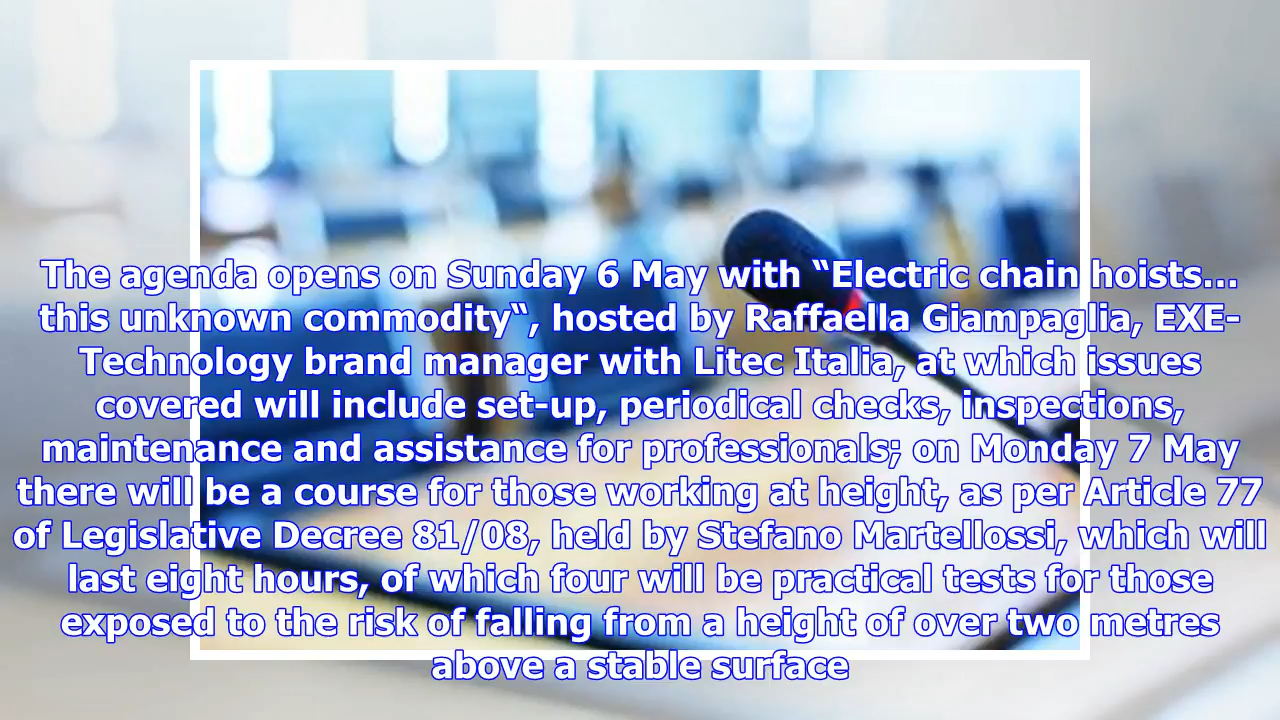 The agenda opens on Sunday 6 May with “Electric chain hoists...
this unknown commodity“, hosted by Raffaella Giampaglia, EXE-
Technology brand manager with Litec Italia, at which issues
covered will include set-up, periodical checks, inspections,
maintenance and assistance for professionals; on Monday 7 May
there will be a course for those working at height, as per Article 77
of Legislative Decree 81/08, held by Stefano Martellossi, which will
last eight hours, of which four will be practical tests for those
exposed to the risk of falling from a height of over two metres
above a stable surface